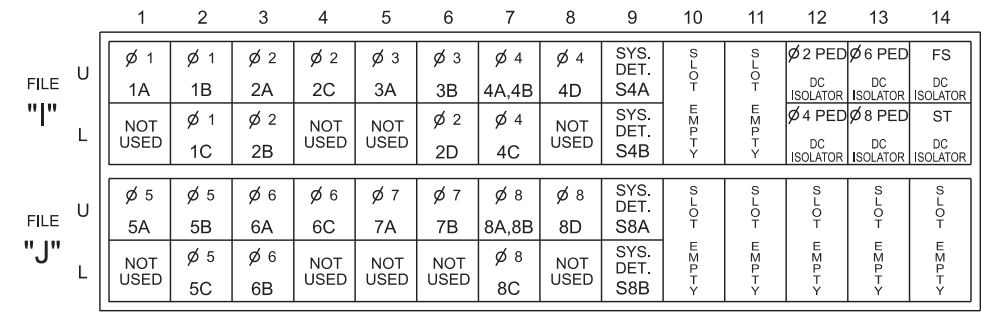 1 2 3 4 5 6 7 8 9 10 11 12 13 14
FILE "I"
U
Ø 1 Ø 1 Ø 2 Ø 2 Ø 3 Ø 3 Ø 4 Ø 4 SYS. DET. SLOT EMPTY SLOT EMPTY Ø 2 PED Ø 6 PED FS
1A 1B 2A 2C 3A 3B 4A,4B 4D S4A DC ISOLATOR DC ISOLATOR DC ISOLATOR
L
NOT USED Ø 1 Ø 2 NOT USED NOT USED Ø 2 Ø 4 NOT USED SYS. DET. Ø 4 PED Ø 8 PED ST
1C 2B 2D 4C S4B DC ISOLATOR DC ISOLATOR DC ISOLATOR
FILE "J"
U
Ø 5 Ø 5 Ø 6 Ø 6 Ø 7 Ø 7 Ø 8 Ø 8 SYS. DET. SLOT EMPTY SLOT EMPTY SLOT EMPTY SLOT EMPTY SLOT EMPTY
5A 5B 6A 6C 7A 7B 8A,8B 8D S8A
L
NOT USED Ø 5 Ø 6 NOT USED NOT USED NOT USED Ø 8 NOT USED SYS. DET.
5C 6B 8C S8B